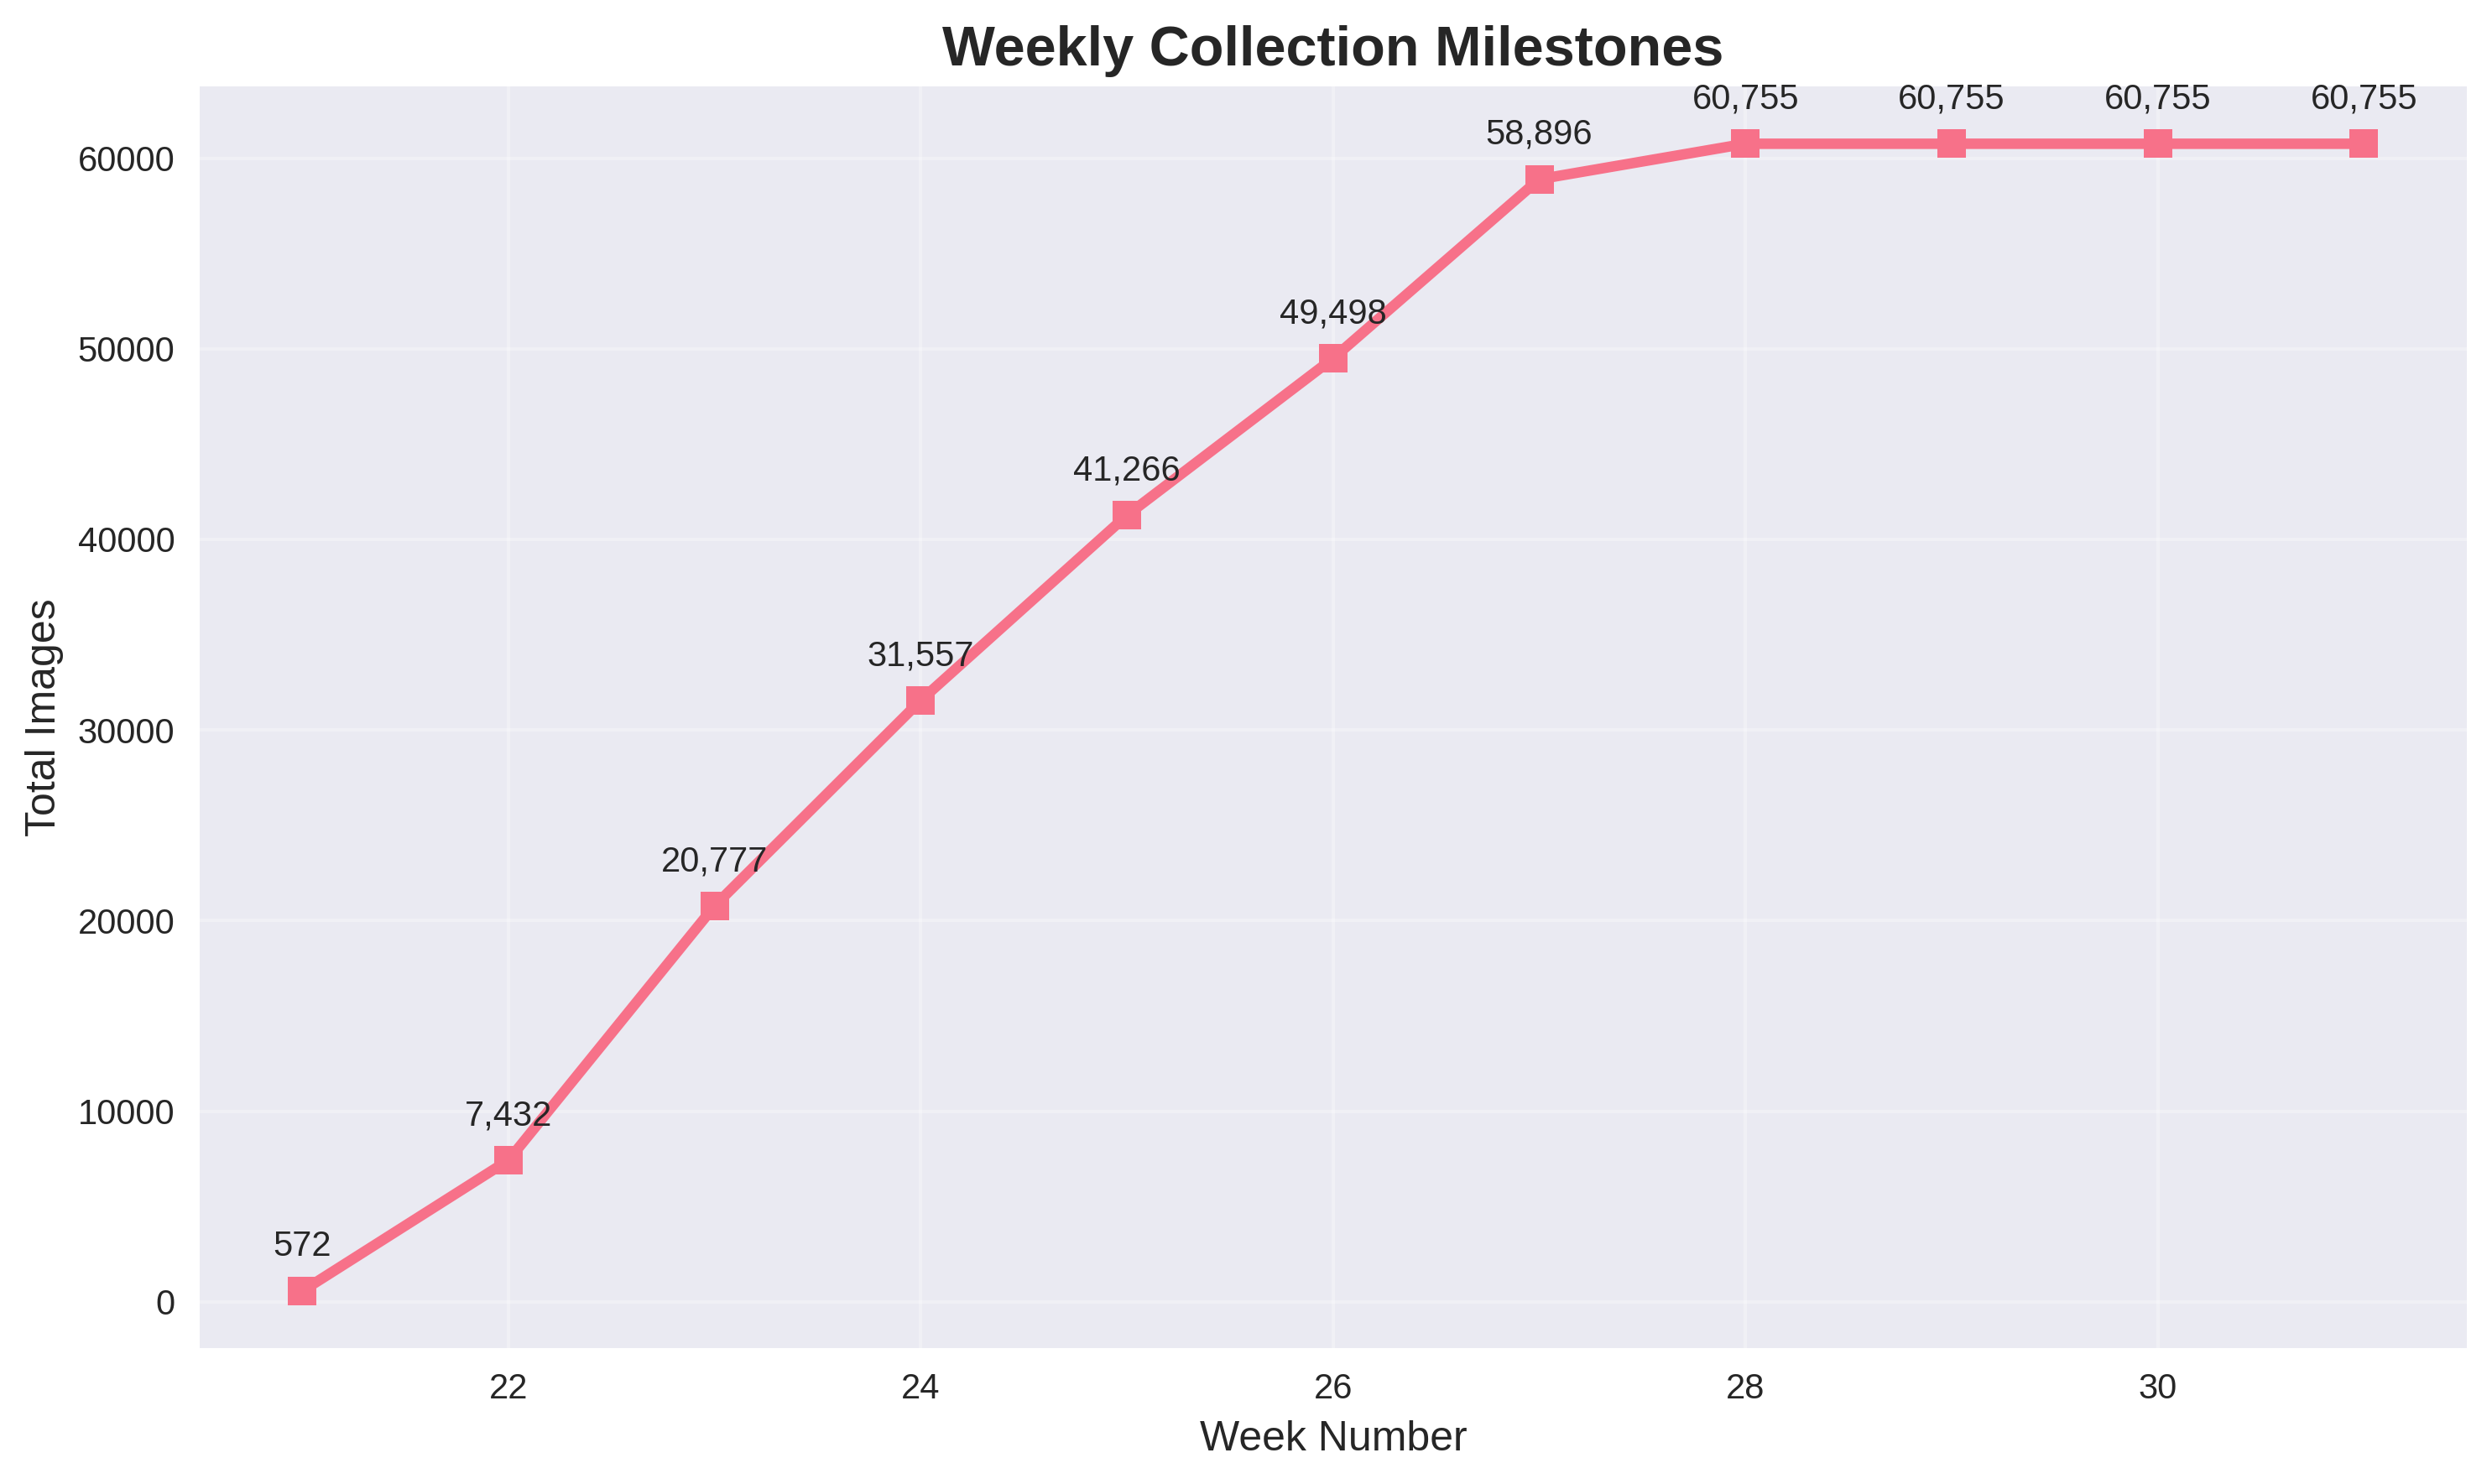 Weekly Collection Milestones
60,755 60,755 60,755 60,755
58,896
60000
49,498
50000
41,266
40000
31,557
30000
20,777
20000
7,432
10000
572
0
Total Images
22 24 26 28 30
Week Number